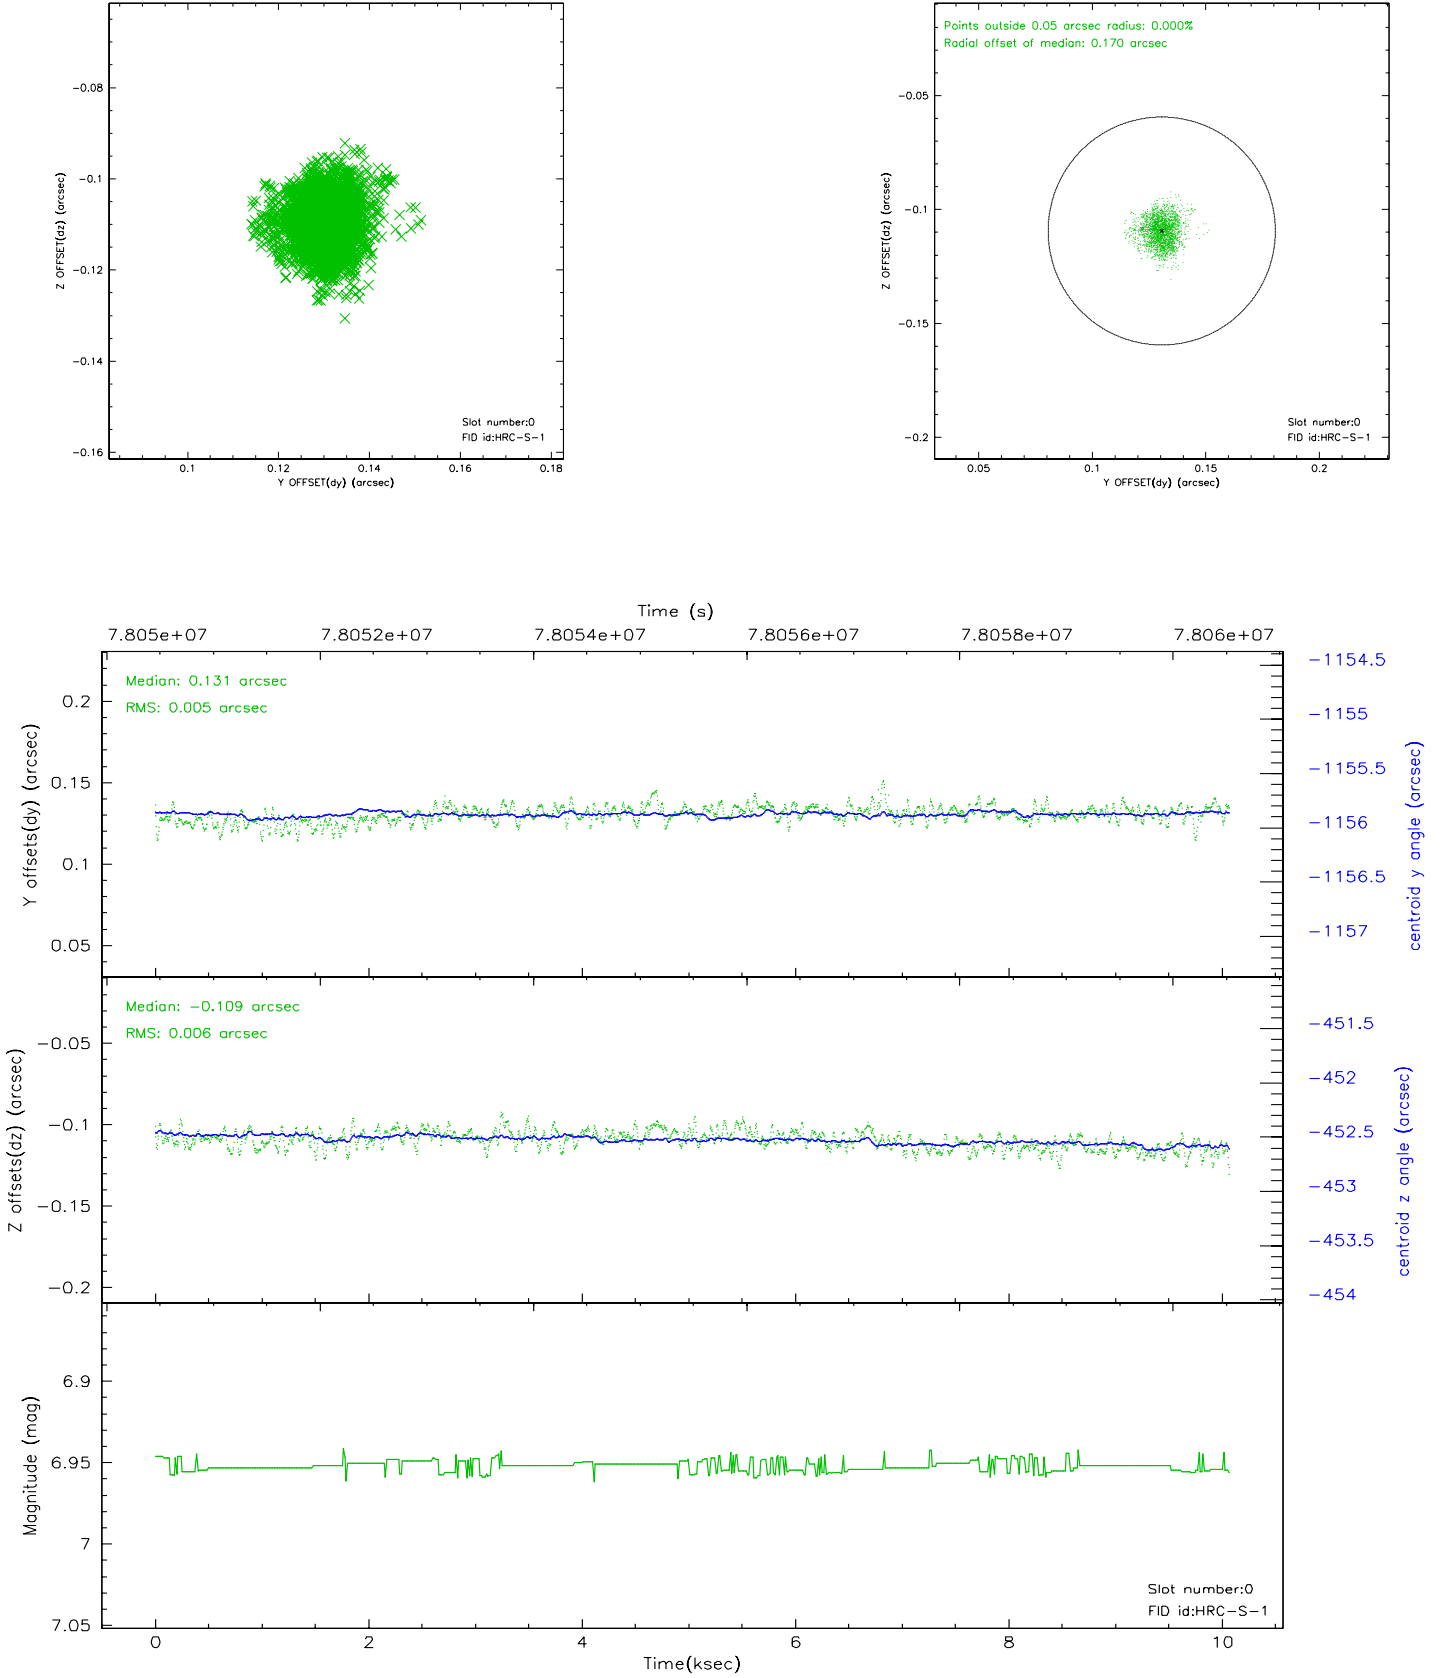 -0.08
-0.1
-0.12
-0.14
-0.16
Z OFFSET(dz) (arcsec)
0.1 0.12 0.14 0.16 0.18
Y OFFSET(dy) (arcsec)
Slot number:0
FID id:HRC-S-1
Points outside 0.05 arcsec radius: 0.000%
Radial offset of median: 0.170 arcsec
-0.05
-0.1
-0.15
-0.2
Z OFFSET(dz) (arcsec)
0.05 0.1 0.15 0.2
Y OFFSET(dy) (arcsec)
Slot number:0
FID id:HRC-S-1
Time (s)
7.805e+07 7.8052e+07 7.8054e+07 7.8056e+07 7.8058e+07 7.806e+07
Median: 0.131 arcsec
RMS: 0.005 arcsec
0.2
0.15
0.1
0.05
Y offsets(dy) (arcsec)
-1154.5
-1155
-1155.5
-1156
-1156.5
-1157
centroid y angle (arcsec)
Median: -0.109 arcsec
RMS: 0.006 arcsec
-0.05
-0.1
-0.15
-0.2
Z offsets(dz) (arcsec)
-451.5
-452
-452.5
-453
-453.5
-454
centroid z angle (arcsec)
6.9
6.95
7
7.05
Magnitude (mag)
Slot number:0
FID id:HRC-S-1
0 2 4 6 8 10
Time(ksec)